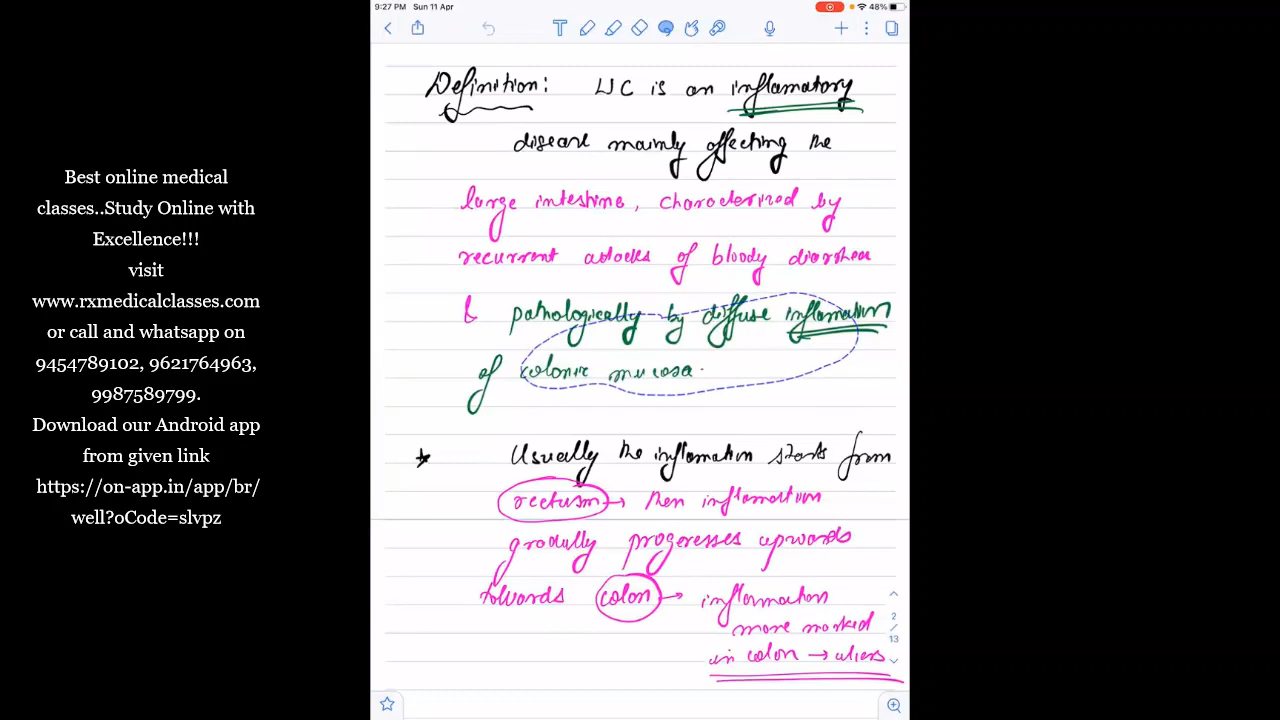 9:27 PM Sun 11 Apr
48%
Best online medical
classes..Study Online with
Excellence!!!
visit
www.rxmedicalclasses.com
or call and whatsapp on
9454789102, 9621764963,
9987589799.
Download our Android app
from given link
https://on-app.in/app/br/
well?oCode=slvpz
Definition: UC is an inflamatory
disease mainly affecting the
large intestine, characterized by
recurrent attacks of bloody diarrhea
& pathologically by diffuse inflamation
of colonic mucosa.
* Usually the inflamation starts from
rectusm → then inflamation
gradully progresses upwards
towards colon → inflamation
more marked
in colon → ulcers
2
/
13